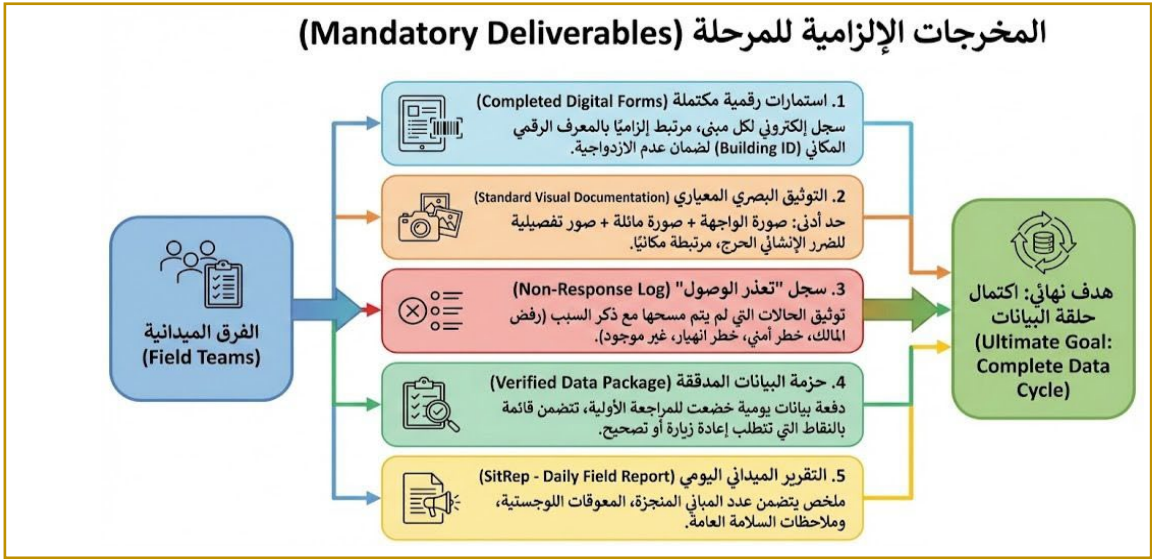 المخرجات الإلزامية للمرحلة (Mandatory Deliverables)
الفرق الميدانية
(Field Teams)
1. استمارات رقمية مكتملة (Completed Digital Forms)
سجل إلكتروني لكل مبنى، مرتبط إلزاميًا بالمعرف الرقمي
المكاني (Building ID) لضمان عدم الازدواجية.
2. التوثيق البصري المعياري (Standard Visual Documentation)
حد أدنى: صورة الواجهة + صورة مائلة + صور تفصيلية
للضرر الإنشائي الحرج، مرتبطة مكانيًا.
3. سجل "تعذر الوصول" (Non-Response Log)
توثيق الحالات التي لم يتم مسحها مع ذكر السبب (رفض
المالك، خطر أمني، خطر انهيار، غير موجود).
4. حزمة البيانات المدققة (Verified Data Package)
دفعة بيانات يومية خضعت للمراجعة الأولية، تتضمن قائمة
بالنقاط التي تتطلب إعادة زيارة أو تصحيح.
5. التقرير الميداني اليومي (SitRep - Daily Field Report)
ملخص يتضمن عدد المباني المنجزة، المعوقات اللوجستية،
وملاحظات السلامة العامة.
هدف نهائي: اكتمال
حلقة البيانات
(Ultimate Goal:
Complete Data
Cycle)